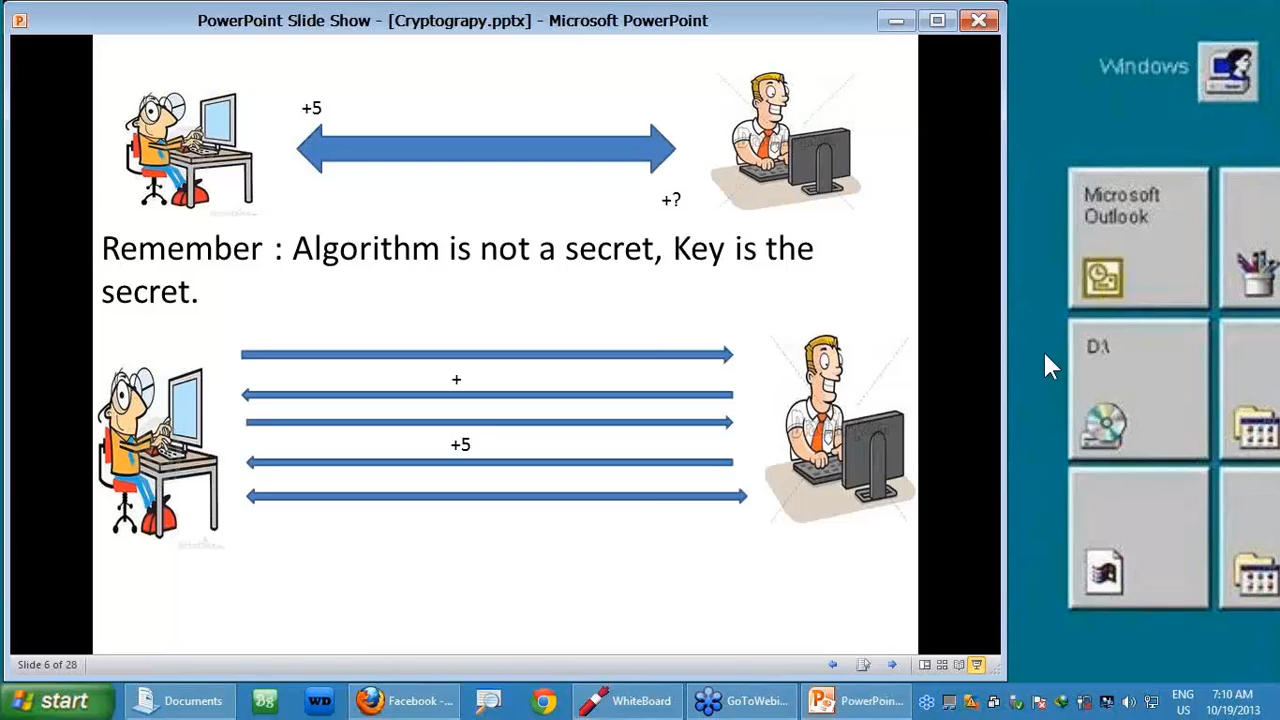 PowerPoint Slide Show - [Cryptograpy.pptx] - Microsoft PowerPoint
Windows
+5
+?
Remember : Algorithm is not a secret, Key is the
secret.
+
+5
Microsoft
Outlook
D:\
Slide 6 of 28
start
Documents
WD
Facebook -...
WhiteBoard
GoToWebi...
PowerPoin...
ENG
US
7:10 AM
10/19/2013